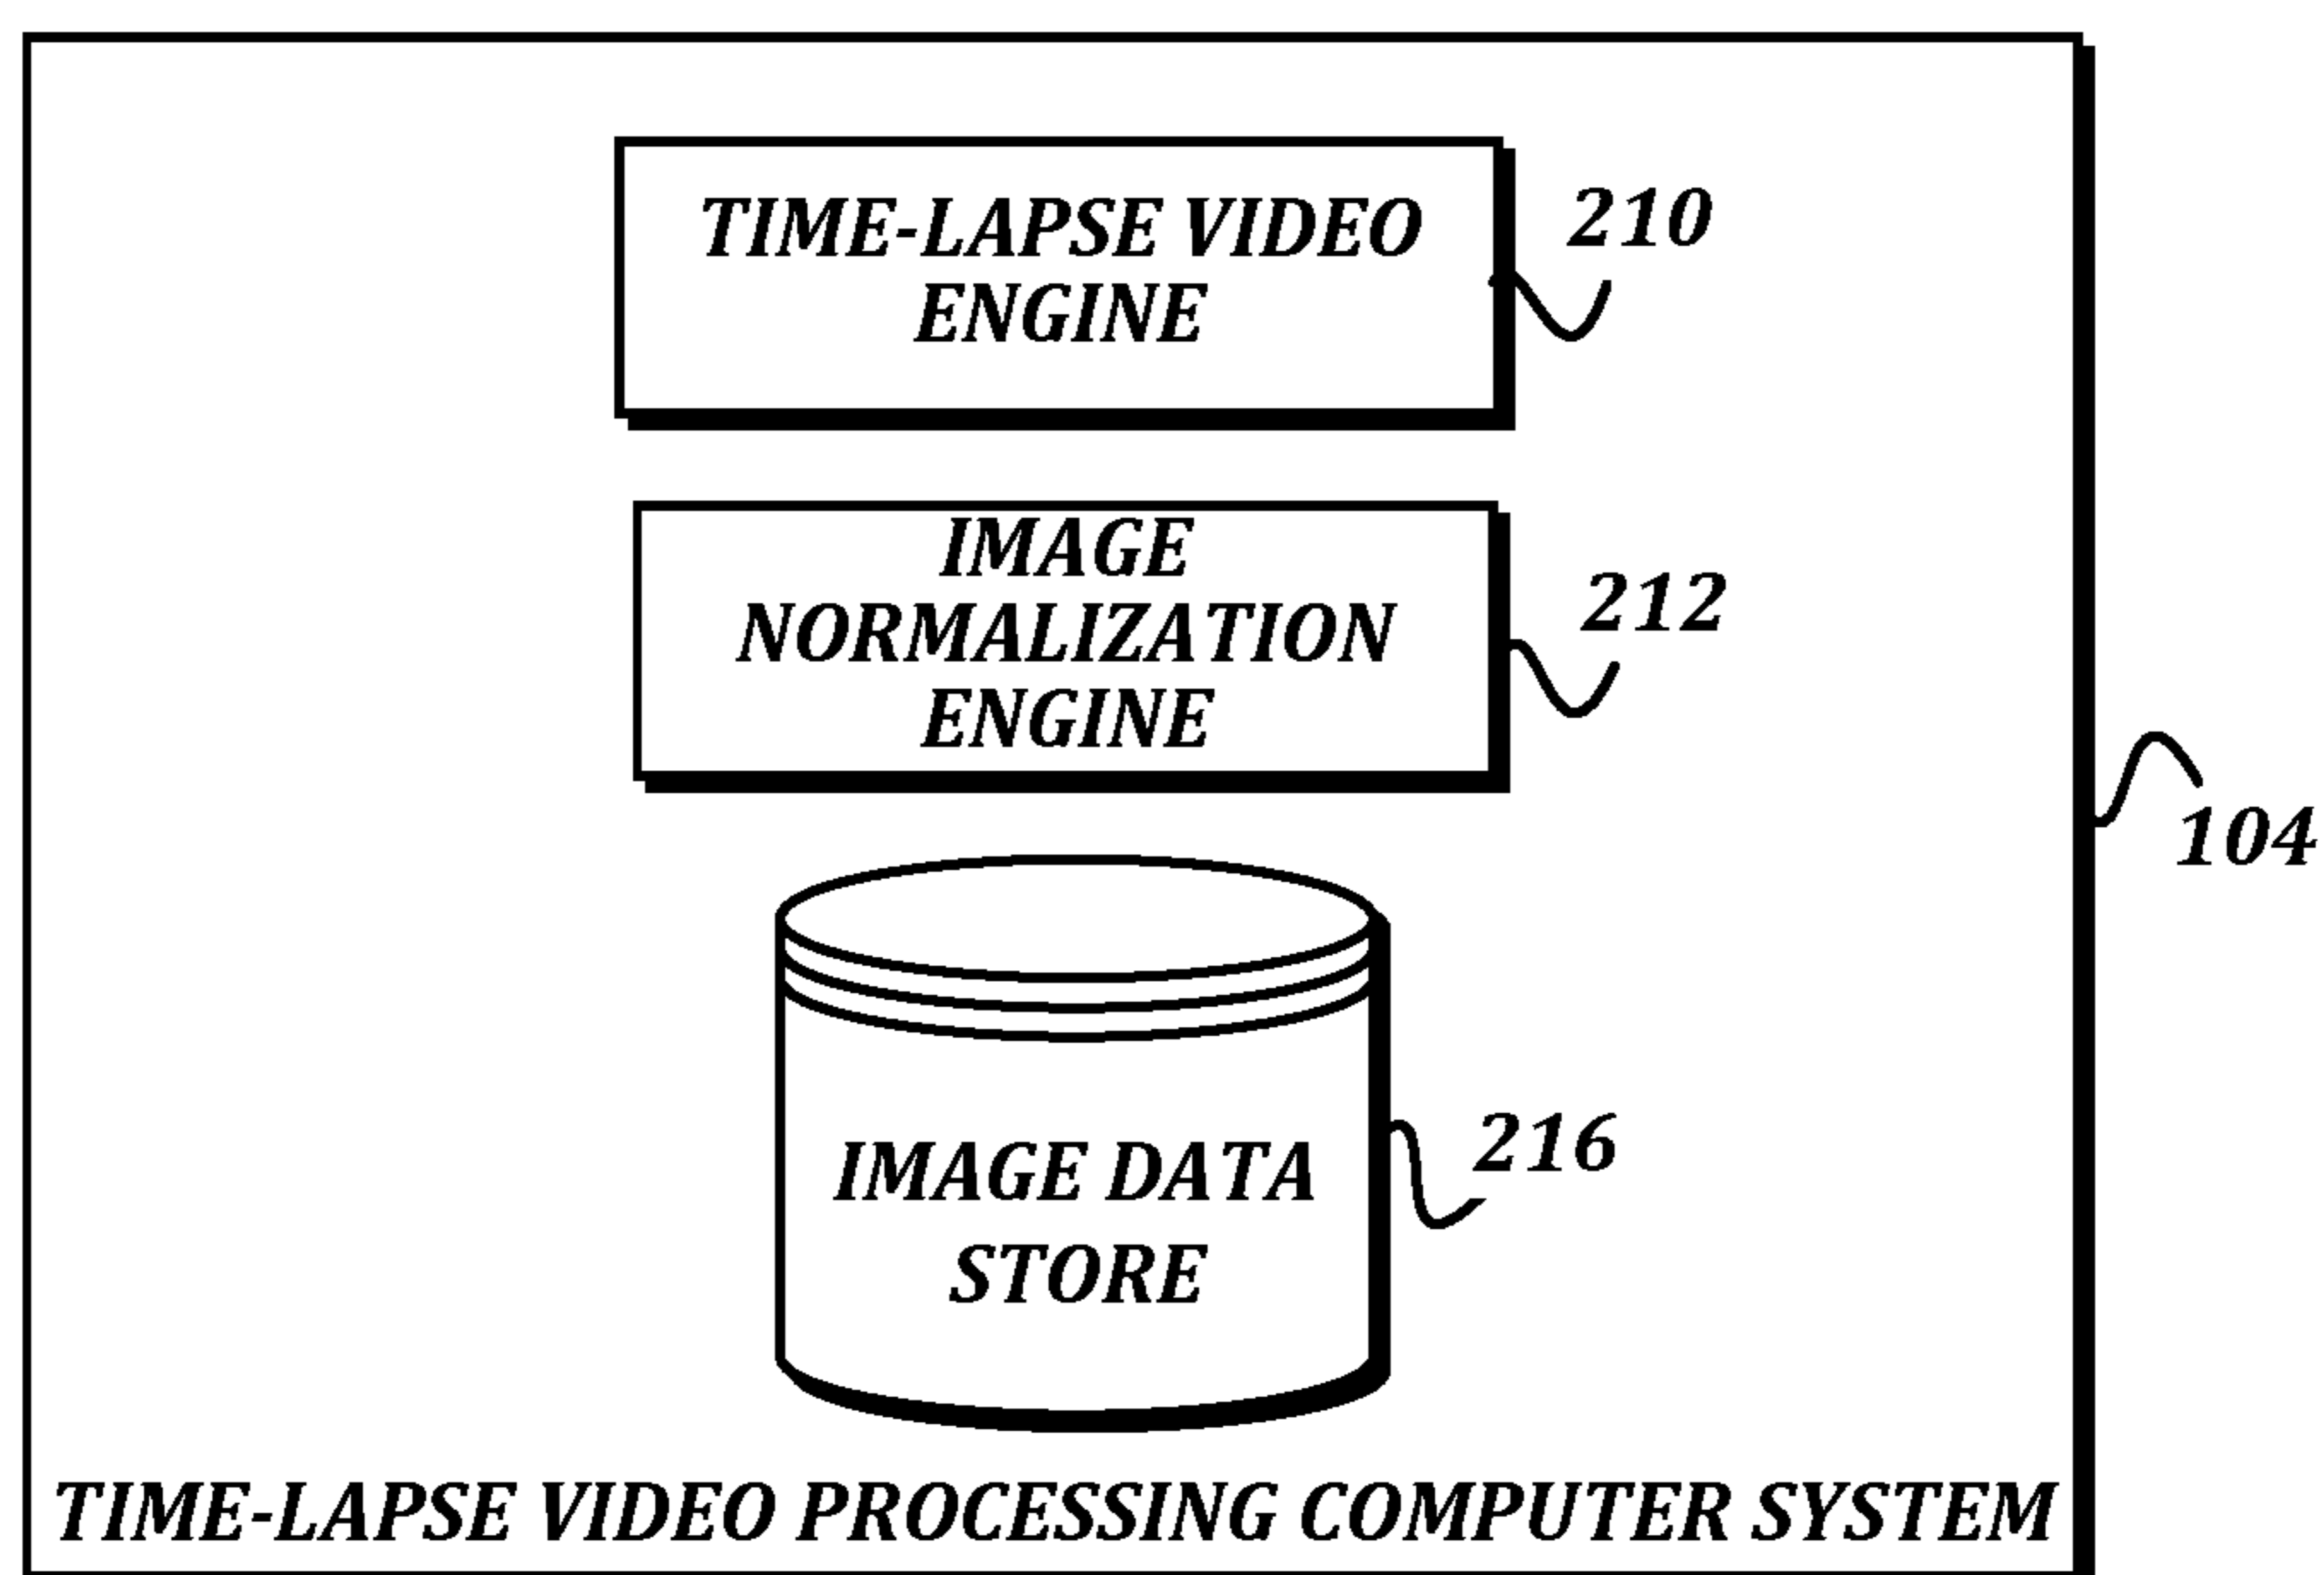 TIME-LAPSE VIDEO
ENGINE
210
IMAGE
NORMALIZATION
ENGINE
212
104
IMAGE DATA
STORE
216
TIME-LAPSE VIDEO PROCESSING COMPUTER SYSTEM